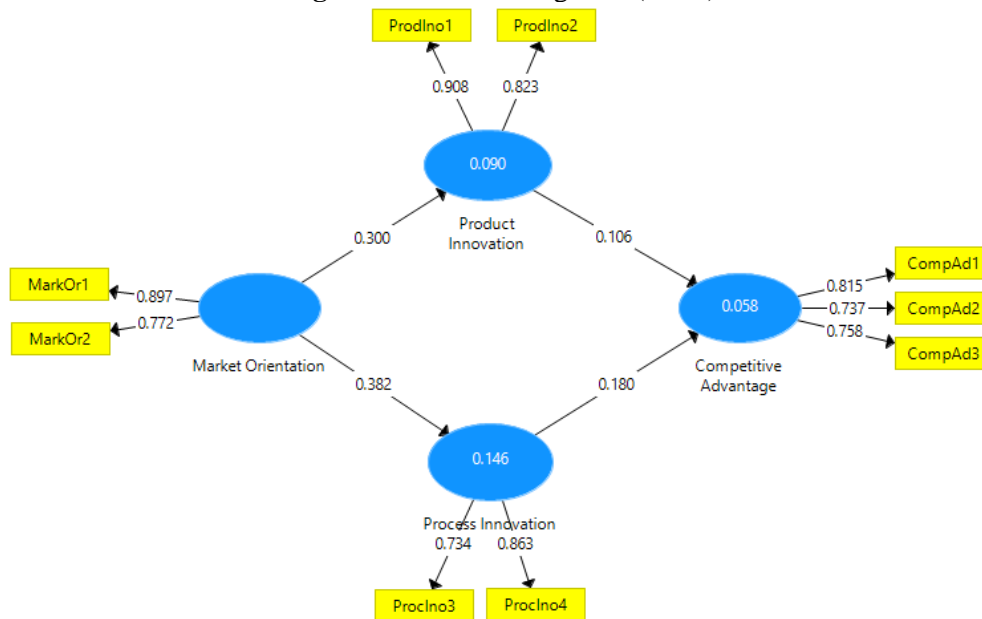 ProdIno1
ProdIno2
0.908
0.823
0.090
Product
Innovation
0.300
0.106
MarkOr1
MarkOr2
0.897
0.772
Market Orientation
0.058
Competitive
Advantage
0.815
0.737
0.758
CompAd1
CompAd2
CompAd3
0.382
0.180
0.146
Process Innovation
0.734
0.863
ProcIno3
ProcIno4